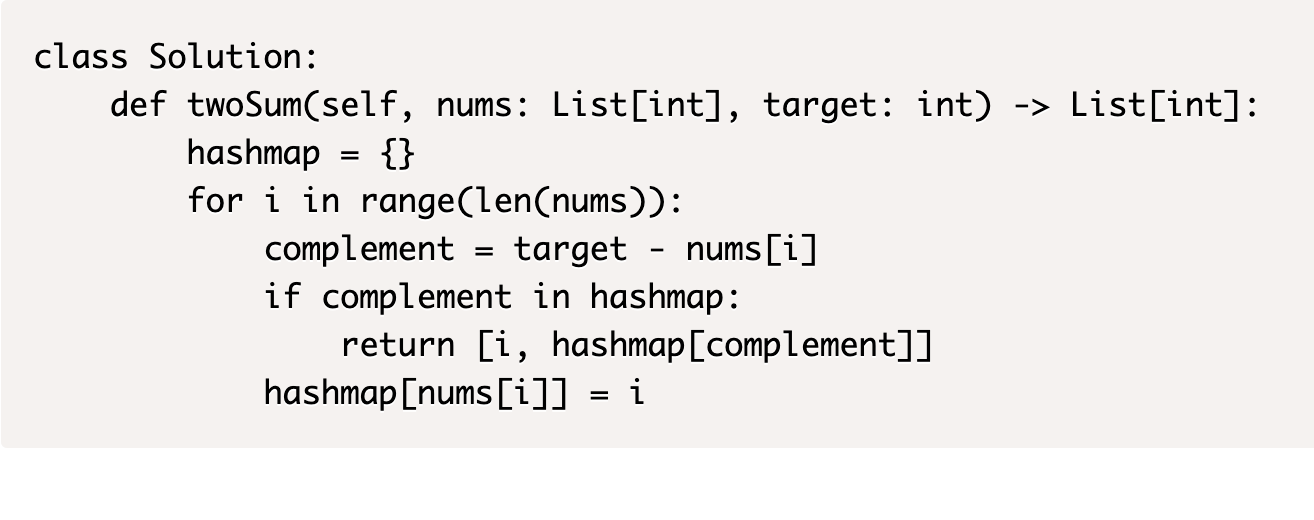 class Solution:
    def twoSum(self, nums: List[int], target: int) -> List[int]:
        hashmap = {}
        for i in range(len(nums)):
            complement = target - nums[i]
            if complement in hashmap:
                return [i, hashmap[complement]]
            hashmap[nums[i]] = i